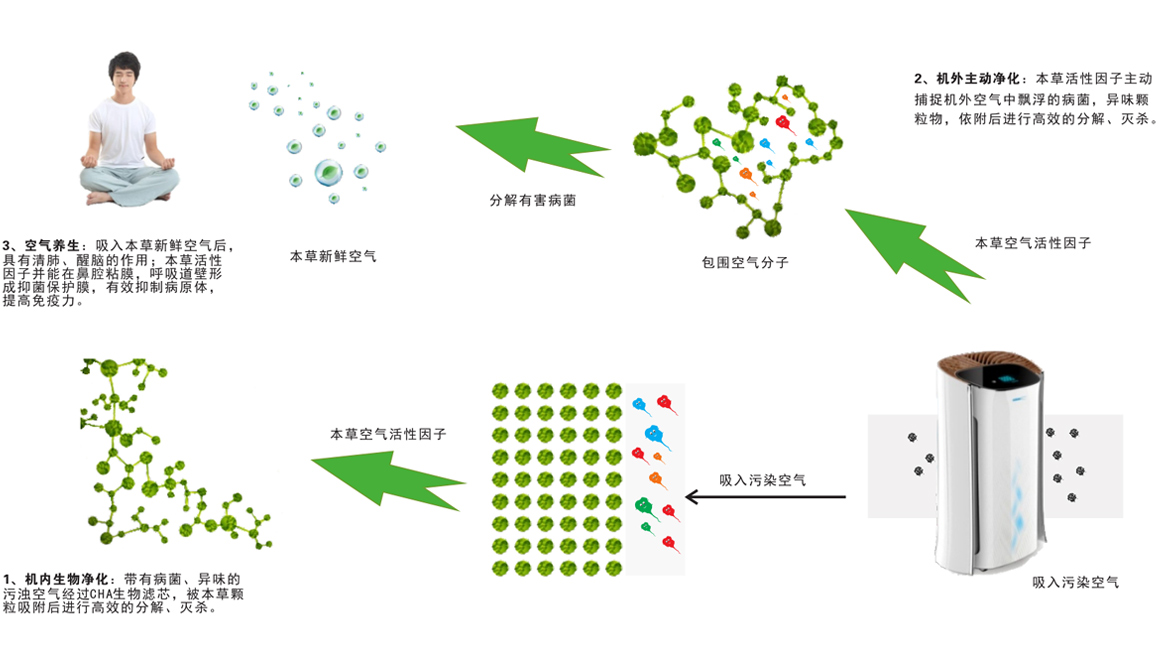 2、机外主动净化：本草活性因子主动
捕捉机外空气中飘浮的病菌，异味颗
粒物，依附后进行高效的分解、灭杀。
分解有害病菌
本草新鲜空气
包围空气分子
本草空气活性因子
3、空气养生：吸入本草新鲜空气后，
具有清肺、醒脑的作用；本草活性
因子并能在鼻腔粘膜，呼吸道壁形
成抑菌保护膜，有效抑制病原体，
提高免疫力。
本草空气活性因子
吸入污染空气
吸入污染空气
1、机内生物净化：带有病菌、异味的
污浊空气经过CHA生物滤芯，被本草颗
粒吸附后进行高效的分解、灭杀。